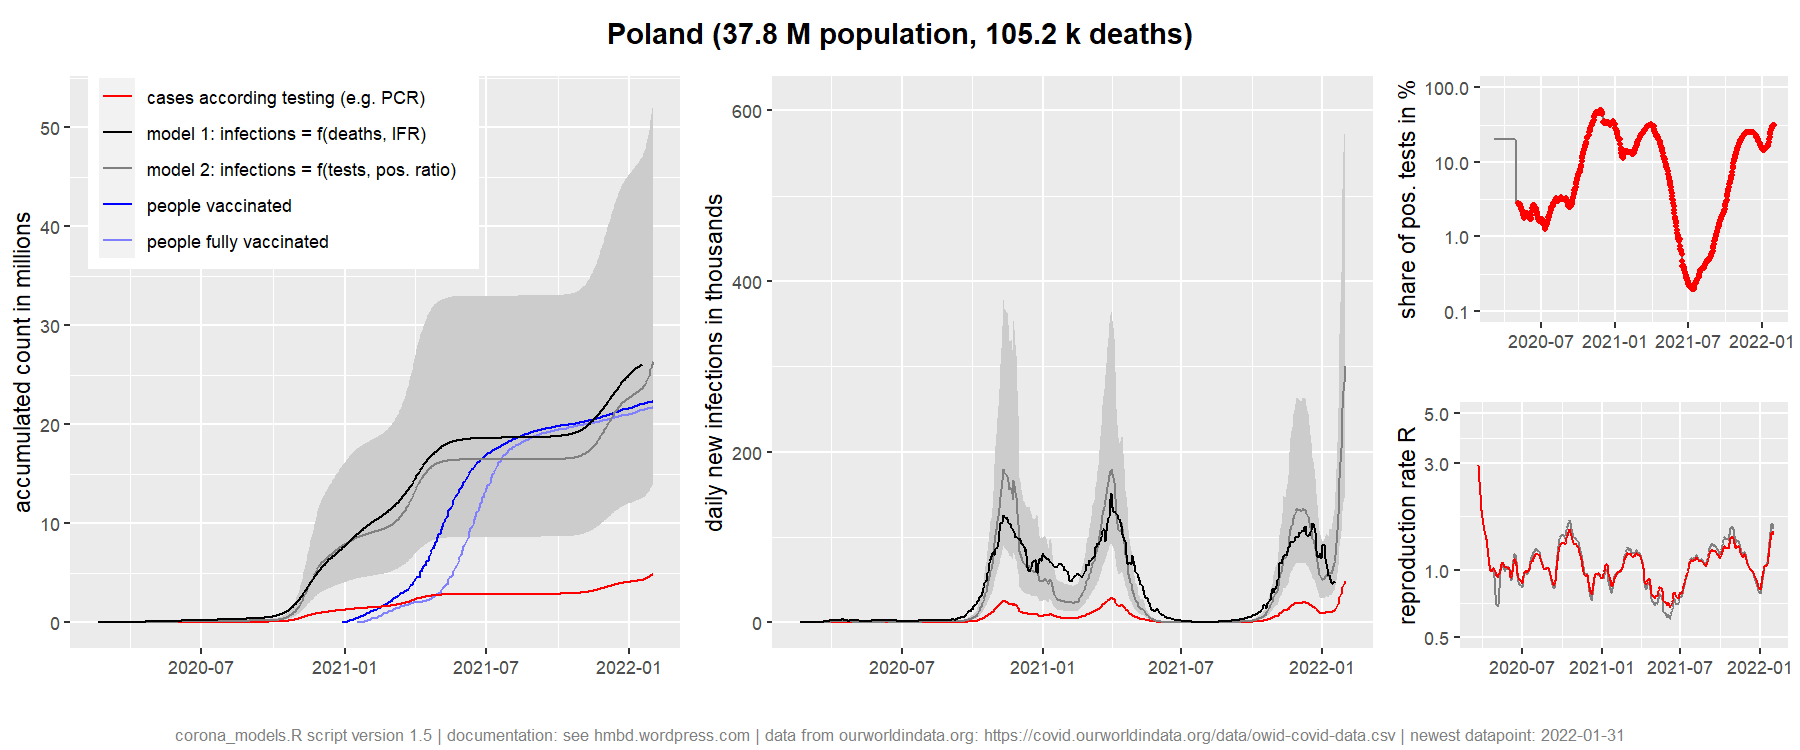 Poland (37.8 M population, 105.2 k deaths)
accumulated count in millions
50
40
30
20
10
0
2020-07 2021-01 2021-07 2022-01
cases according testing (e.g. PCR)
model 1: infections = f(deaths, IFR)
model 2: infections = f(tests, pos. ratio)
people vaccinated
people fully vaccinated
daily new infections in thousands
600
400
200
0
2020-07 2021-01 2021-07 2022-01
share of pos. tests in %
100.0
10.0
1.0
0.1
2020-07 2021-01 2021-07 2022-01
reproduction rate R
5.0
3.0
1.0
0.5
2020-07 2021-01 2021-07 2022-01
corona_models.R script version 1.5 | documentation: see hmbd.wordpress.com | data from ourworldindata.org: https://covid.ourworldindata.org/data/owid-covid-data.csv | newest datapoint: 2022-01-31